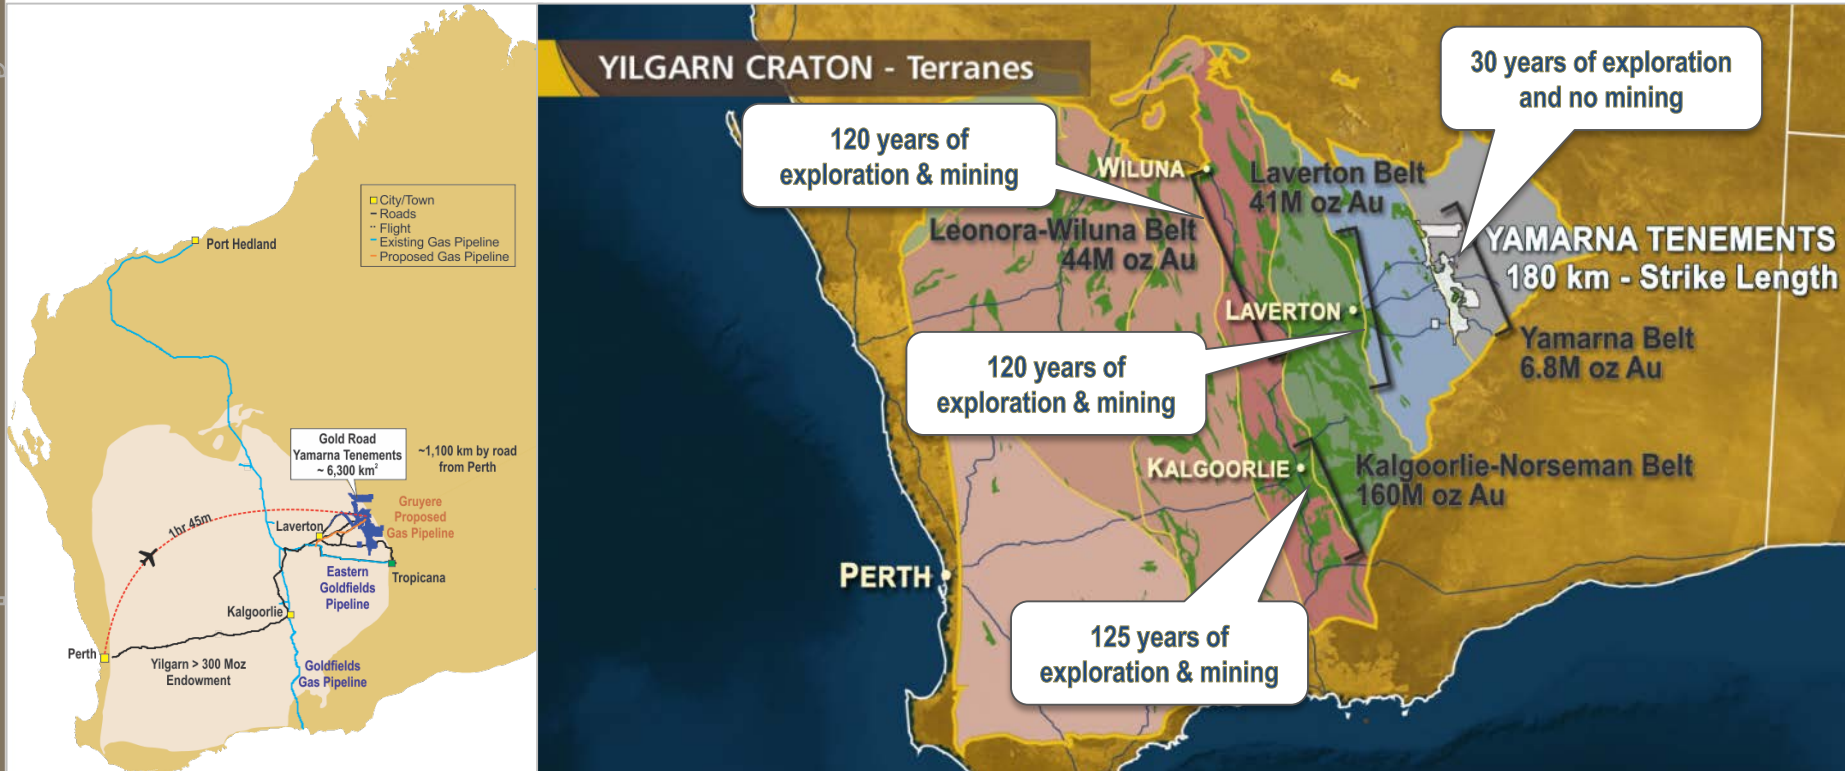 City/Town
Roads
Flight
Existing Gas Pipeline
Proposed Gas Pipeline
Port Hedland
Gold Road
Yamarna Tenements
~ 6,300 km²
~1,100 km by road
from Perth
Gruyere
Proposed
Gas Pipeline
1hr 45m
Laverton
Eastern
Goldfields
Pipeline
Tropicana
Kalgoorlie
Perth
Yilgarn > 300 Moz
Endowment
Goldfields
Gas Pipeline
YILGARN CRATON - Terranes
30 years of exploration
and no mining
120 years of
exploration & mining
WILUNA
Laverton Belt
41M oz Au
Leonora-Wiluna Belt
44M oz Au
YAMARNA TENEMENTS
180 km - Strike Length
LAVERTON
Yamarna Belt
6.8M oz Au
120 years of
exploration & mining
KALGOORLIE
Kalgoorlie-Norseman Belt
160M oz Au
PERTH
125 years of
exploration & mining